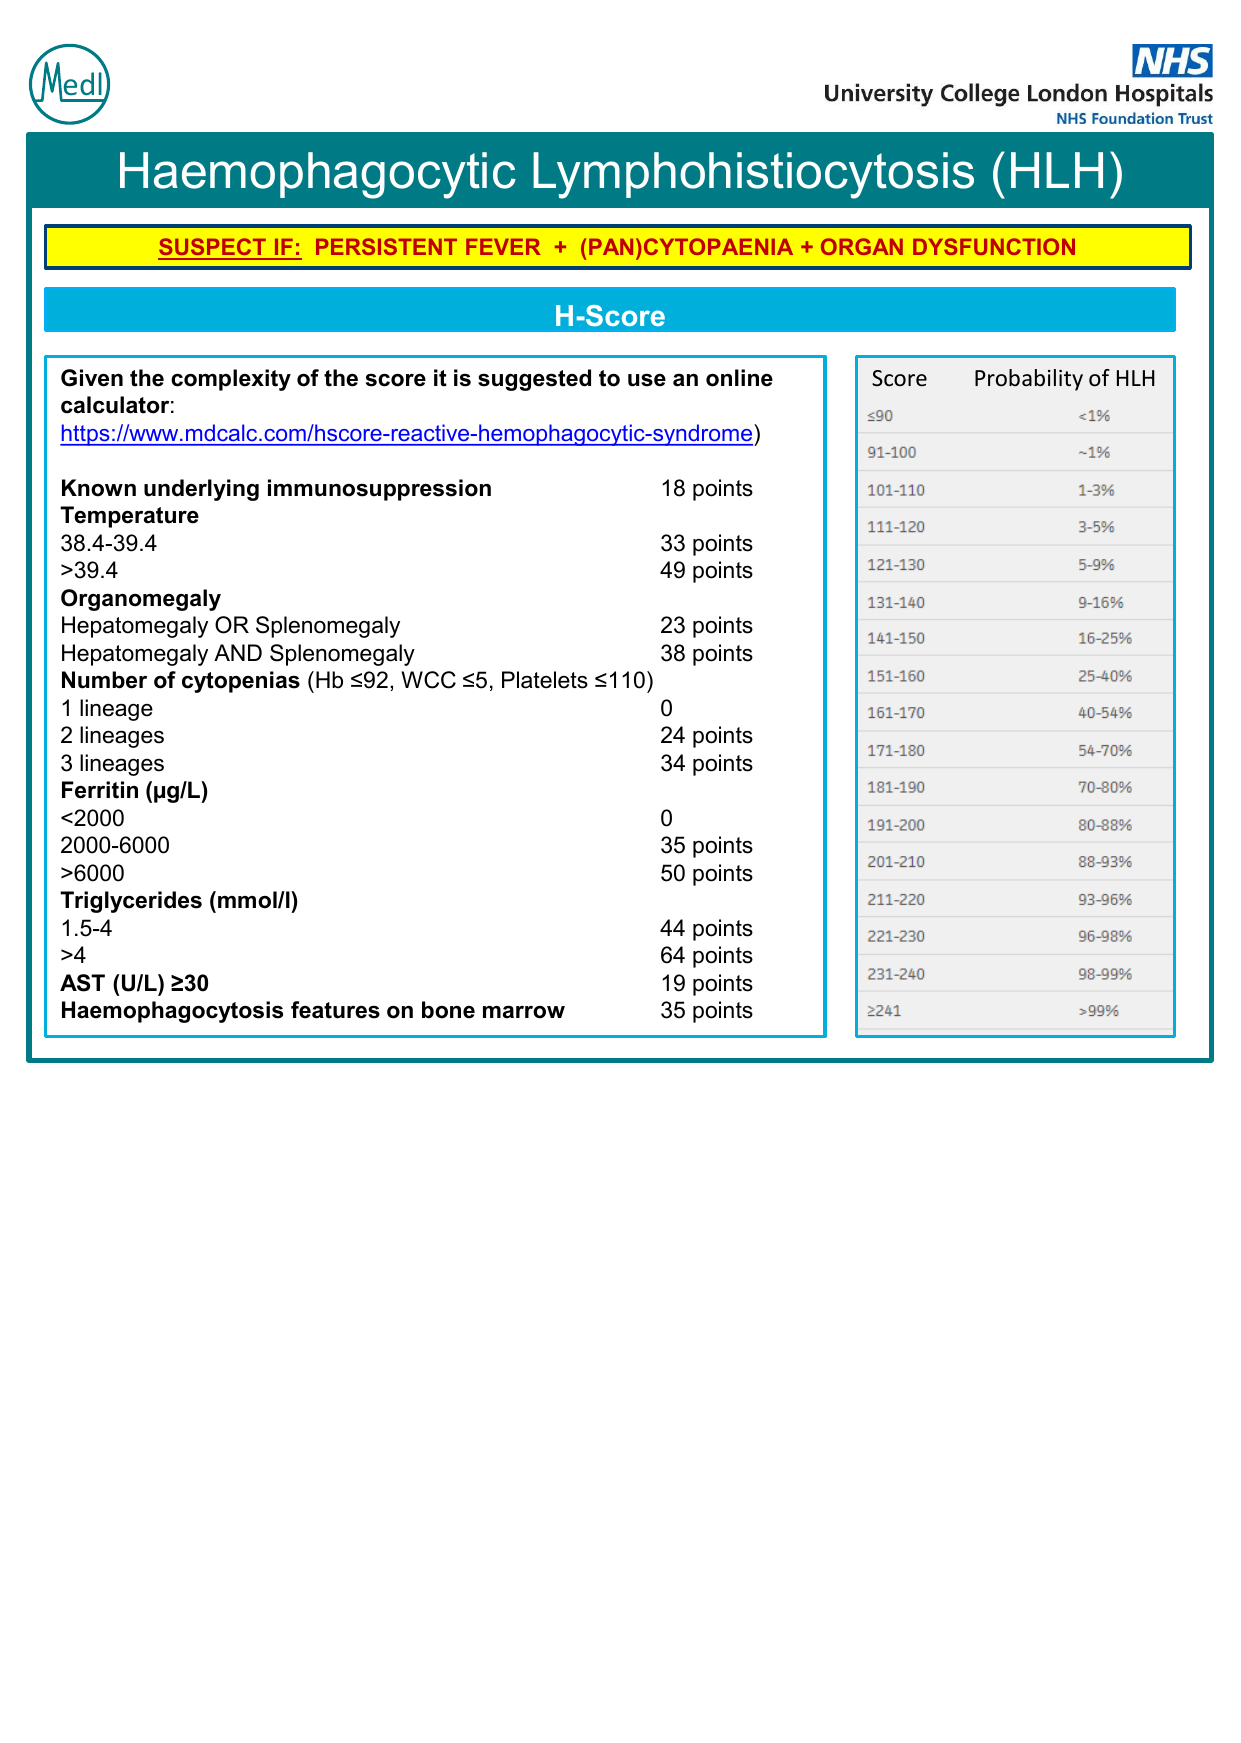 Medl
NHS
University College London Hospitals
NHS Foundation Trust
Haemophagocytic Lymphohistiocytosis (HLH)
SUSPECT IF: PERSISTENT FEVER + (PAN)CYTOPAENIA + ORGAN DYSFUNCTION
H-Score
Given the complexity of the score it is suggested to use an online
calculator:
https://www.mdcalc.com/hscore-reactive-hemophagocytic-syndrome)
Known underlying immunosuppression 18 points
Temperature
38.4-39.4 33 points
>39.4 49 points
Organomegaly
Hepatomegaly OR Splenomegaly 23 points
Hepatomegaly AND Splenomegaly 38 points
Number of cytopenias (Hb ≤92, WCC ≤5, Platelets ≤110)
1 lineage 0
2 lineages 24 points
3 lineages 34 points
Ferritin (µg/L)
<2000 0
2000-6000 35 points
>6000 50 points
Triglycerides (mmol/l)
1.5-4 44 points
>4 64 points
AST (U/L) ≥30 19 points
Haemophagocytosis features on bone marrow 35 points
Score Probability of HLH
≤90 <1%
91-100 ~1%
101-110 1-3%
111-120 3-5%
121-130 5-9%
131-140 9-16%
141-150 16-25%
151-160 25-40%
161-170 40-54%
171-180 54-70%
181-190 70-80%
191-200 80-88%
201-210 88-93%
211-220 93-96%
221-230 96-98%
231-240 98-99%
≥241 >99%